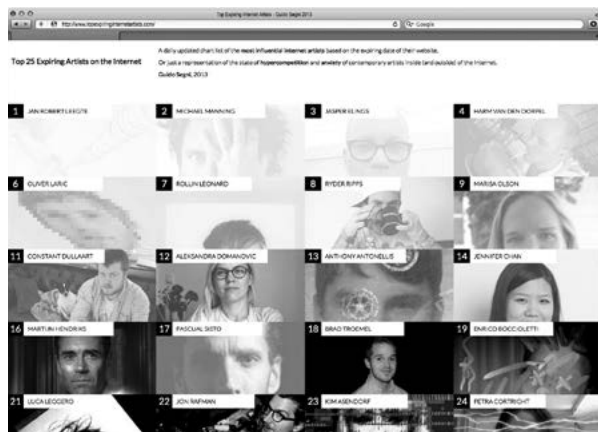 Top Expiring Internet Artists - Guido Segni 2013
http://www.topexpiringinternetartists.com/
Google
Top 25 Expiring Artists on the Internet
A daily updated chart list of the most influential internet artists based on the expiring date of their website.
Or just a representation of the state of hypercompetition and anxiety of contemporary artists inside (and outside) of the Internet.
Guido Segni, 2013
1 JAN ROBERT LEEGTE
2 MICHAEL MANNING
3 JASPER ELINGS
4 HARM VAN DEN DORPEL
6 OLIVER LARIC
7 ROLLIN LEONARD
8 RYDER RIPPS
9 MARISA OLSON
11 CONSTANT DULLAART
12 ALEKSANDRA DOMANOVIC
13 ANTHONY ANTONELLIS
14 JENNIFER CHAN
16 MARTIJN HENDRIKS
17 PASCUAL SISTO
18 BRAD TROEMEL
19 ENRICO BOCCIOLETTI
21 LUCA LEGGERO
22 JON RAFMAN
23 KIM ASENDORF
24 PETRA CORTRIGHT